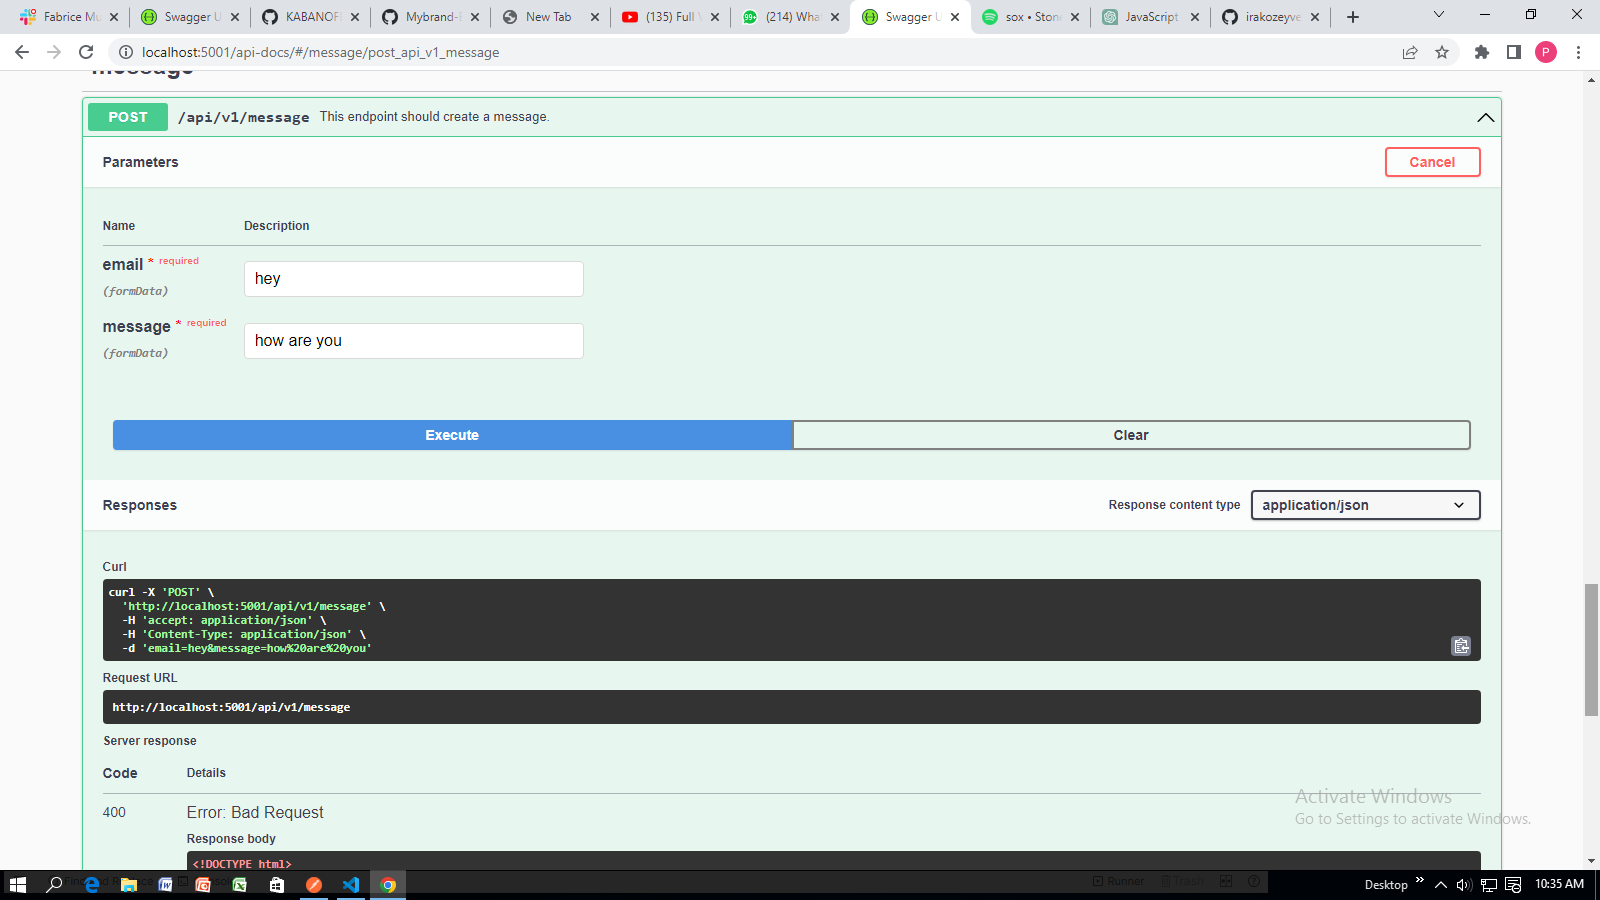 Fabrice Mu
Swagger U
KABANOF
Mybrand-
New Tab
(135) Full
(214) Wha
Swagger U
sox • Ston
JavaScript
irakozeyve
localhost:5001/api-docs/#/message/post_api_v1_message
P
message
POST /api/v1/message This endpoint should create a message.
Parameters
Cancel
Name Description
email * required
(formData)
hey
message * required
(formData)
how are you
Execute
Clear
Responses
Response content type
application/json
Curl
curl -X 'POST' \
'http://localhost:5001/api/v1/message' \
-H 'accept: application/json' \
-H 'Content-Type: application/json' \
-d 'email=hey&message=how%20are%20you'
Request URL
http://localhost:5001/api/v1/message
Server response
Code Details
400 Error: Bad Request
Response body
<!DOCTYPE html>
Activate Windows
Go to Settings to activate Windows.
Runner Trash
Desktop
10:35 AM